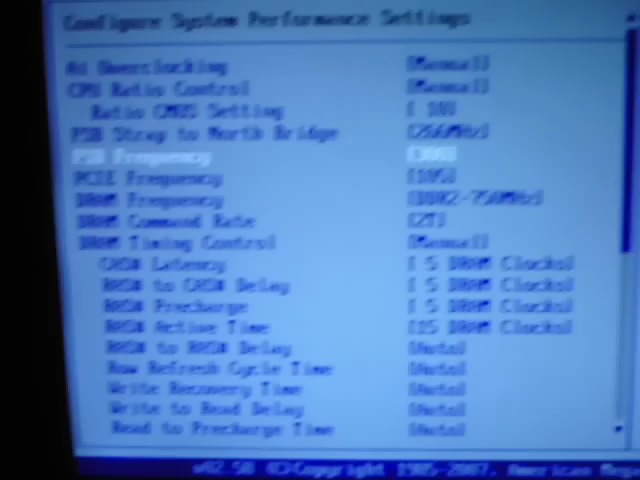 Configure System Performance Settings
Ai Overclocking [Manual]
CPU Ratio Control [Manual]
Ratio CMOS Setting [ 10]
FSB Strap to North Bridge [266MHz]
FSB Frequency
PCIE Frequency [105]
DRAM Frequency
DRAM Command Rate [2T]
DRAM Timing Control [Manual]
CAS# Latency [ 5 DRAM Clocks]
RAS# to CAS# Delay [ 5 DRAM Clocks]
RAS# Precharge [ 5 DRAM Clocks]
RAS# Active Time [15 DRAM Clocks]
RAS# to RAS# Delay [Auto]
Row Refresh Cycle Time [Auto]
Write Recovery Time [Auto]
Write to Read Delay [Auto]
Read to Precharge Time [Auto]
v02.58 (C)Copyright 1985-2007, American